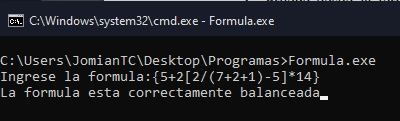 C:\Windows\system32\cmd.exe - Formula.exe
C:\Users\JomianTC\Desktop\Programas>Formula.exe
Ingrese la formula:{5+2[2/(7+2+1)-5]*14}
La formula esta correctamente balanceada